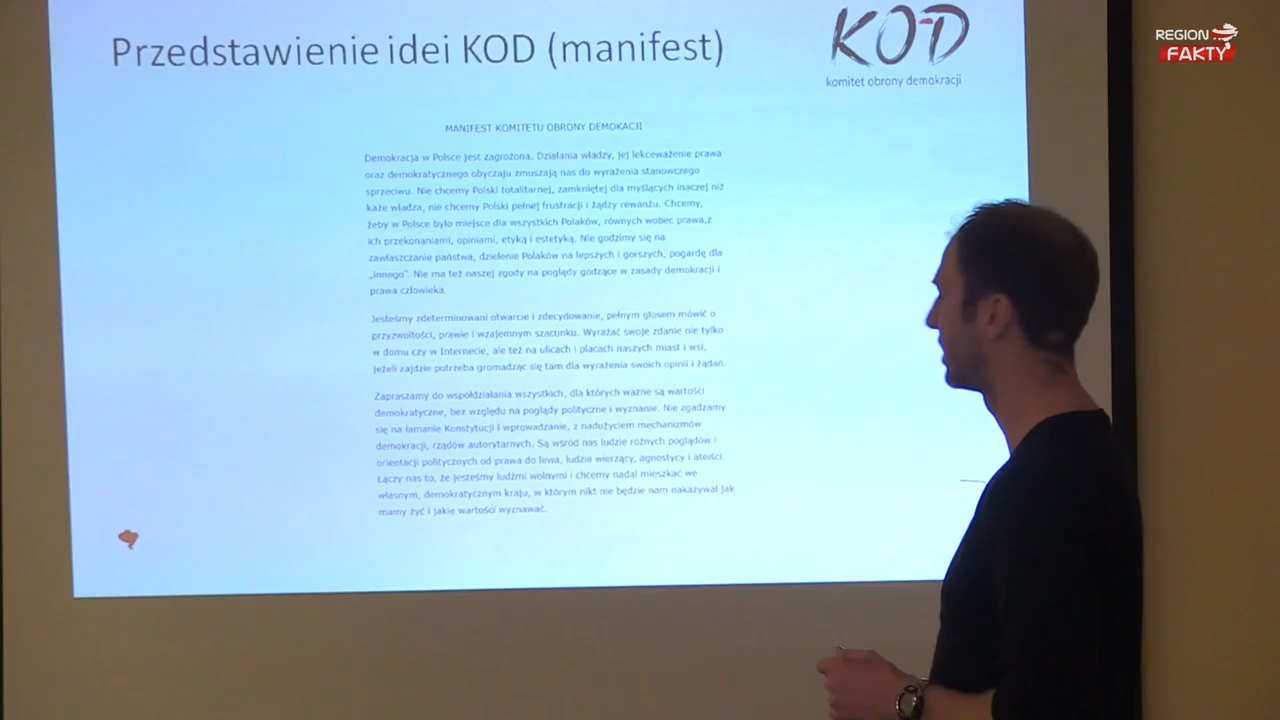 Przedstawienie idei KOD (manifest)
KOD
komitet obrony demokracji
REGION
FAKTY
MANIFEST KOMITETU OBRONY DEMOKACJI
Demokracja w Polsce jest zagrożona. Działania władzy, jej lekceważenie prawa
oraz demokratycznego obyczaju zmuszają nas do wyrażenia stanowczego
sprzeciwu. Nie chcemy Polski totalitarnej, zamkniętej dla myślących inaczej niż
każe władza, nie chcemy Polski pełnej frustracji i żądzy rewanżu. Chcemy,
żeby w Polsce było miejsce dla wszystkich Polaków, równych wobec prawa,z
ich przekonaniami, opiniami, etyką i estetyką. Nie godzimy się na
zawłaszczanie państwa, dzielenie Polaków na lepszych i gorszych, pogardę dla
„innego”. Nie ma też naszej zgody na poglądy godzące w zasady demokracji i
prawa człowieka.
Jesteśmy zdeterminowani otwarcie i zdecydowanie, pełnym głosem mówić o
przyzwoitości, prawie i wzajemnym szacunku. Wyrażać swoje zdanie nie tylko
w domu czy w Internecie, ale też na ulicach i placach naszych miast i wsi,
jeżeli zajdzie potrzeba gromadząc się tam dla wyrażenia swoich opinii i żądań.
Zapraszamy do współdziałania wszystkich, dla których ważne są wartości
demokratyczne, bez względu na poglądy polityczne i wyznanie. Nie zgadzamy
się na łamanie Konstytucji i wprowadzanie, z nadużyciem mechanizmów
demokracji, rządów autorytarnych. Są wśród nas ludzie różnych poglądów i
orientacji politycznych od prawa do lewa, ludzie wierzący, agnostycy i ateiści.
Łączy nas to, że jesteśmy ludźmi wolnymi i chcemy nadal mieszkać we
własnym, demokratycznym kraju, w którym nikt nie będzie nam nakazywał jak
mamy żyć i jakie wartości wyznawać.